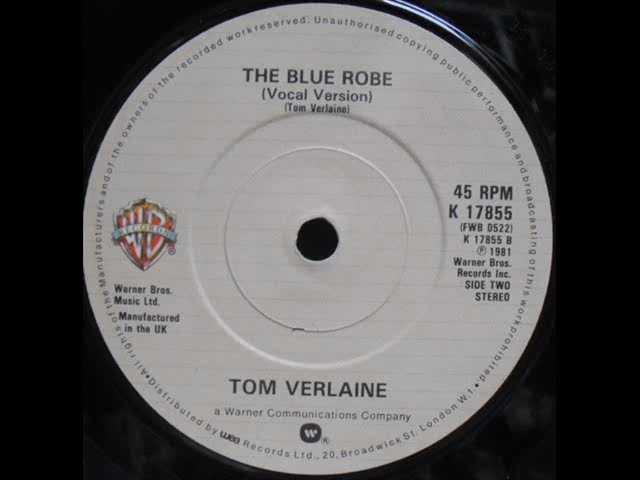 All rights of the Manufacturers and of the owners of the recorded work reserved. Unauthorised copying public performance and broadcasting of this work prohibited.
THE BLUE ROBE
(Vocal Version)
(Tom Verlaine)
45 RPM
K 17855
(FWB 0522)
K 17855 B
℗ 1981
Warner Bros.
Records Inc.
SIDE TWO
STEREO
WB
RECORDS
®
Warner Bros.
Music Ltd.
Manufactured
in the UK
TOM VERLAINE
a Warner Communications Company
w ®
•Distributed by wea Records Ltd., 20, Broadwick St. London W.1.•